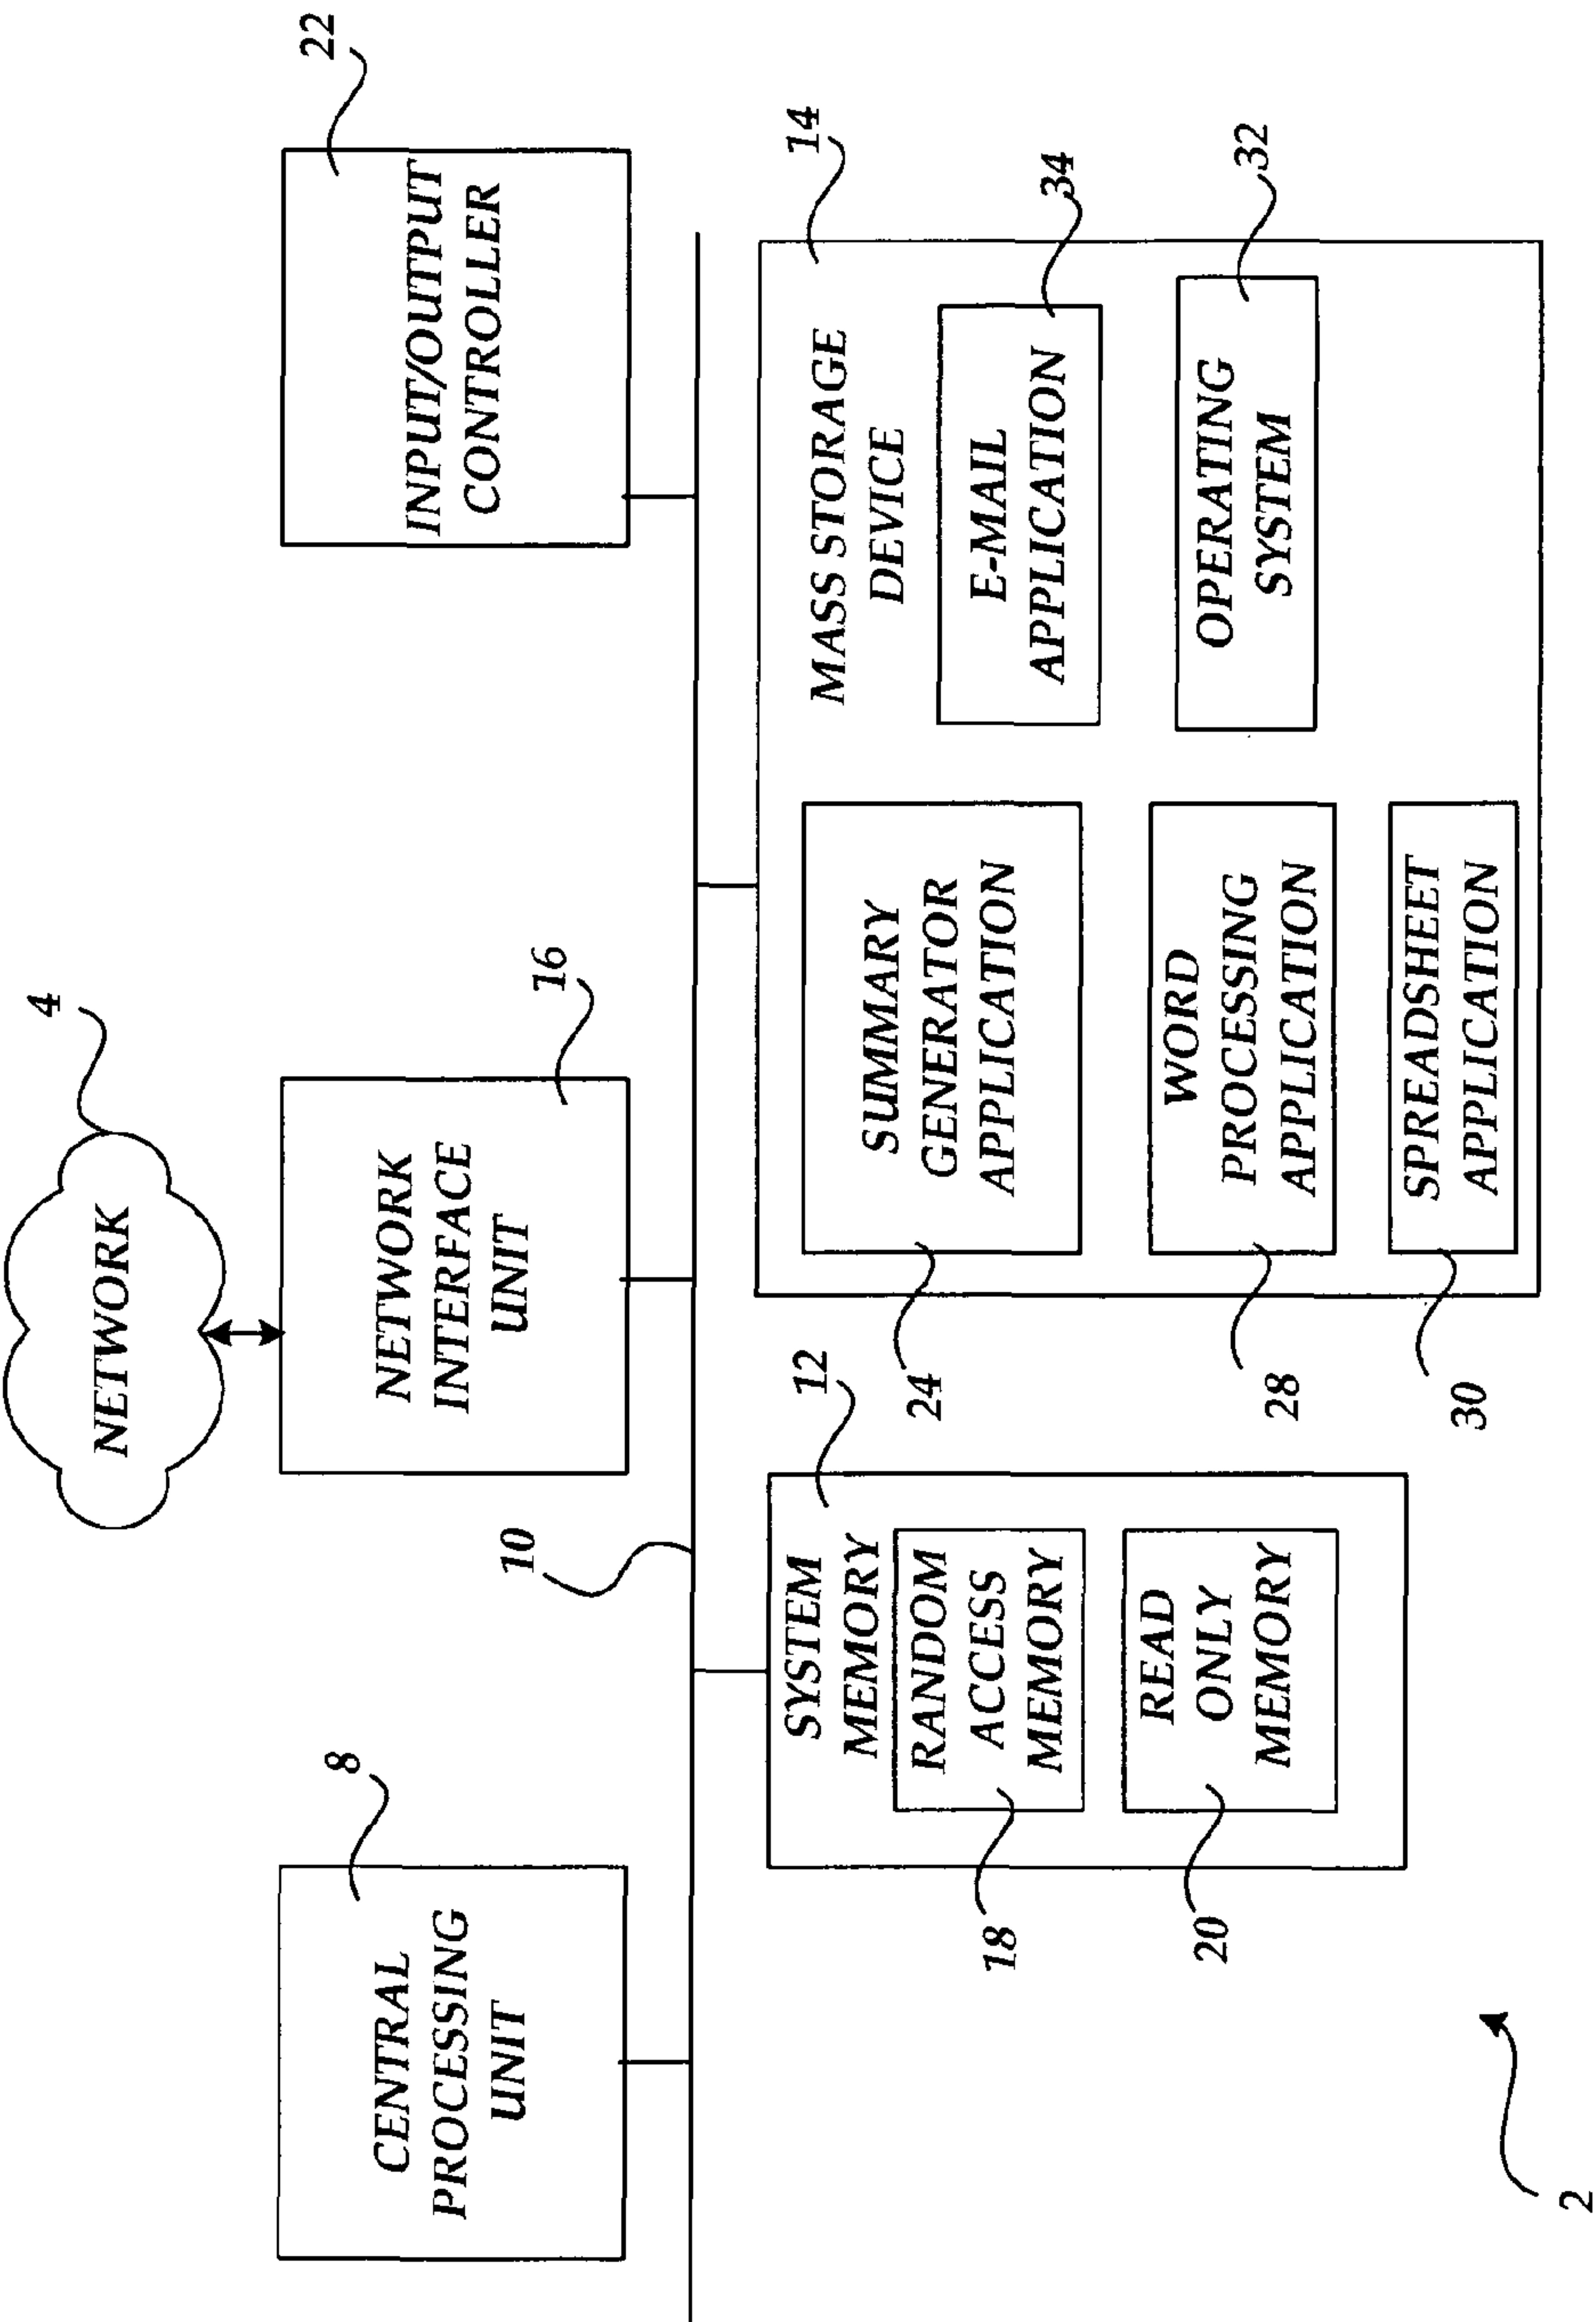 NETWORK
4
CENTRAL
PROCESSING
UNIT
8
NETWORK
INTERFACE
UNIT
16
INPUT/OUTPUT
CONTROLLER
22
10
SYSTEM
MEMORY
12
RANDOM
ACCESS
MEMORY
18
READ
ONLY
MEMORY
20
MASS STORAGE
DEVICE
14
SUMMARY
GENERATOR
APPLICATION
24
E-MAIL
APPLICATION
34
WORD
PROCESSING
APPLICATION
28
OPERATING
SYSTEM
32
SPREADSHEET
APPLICATION
30
2